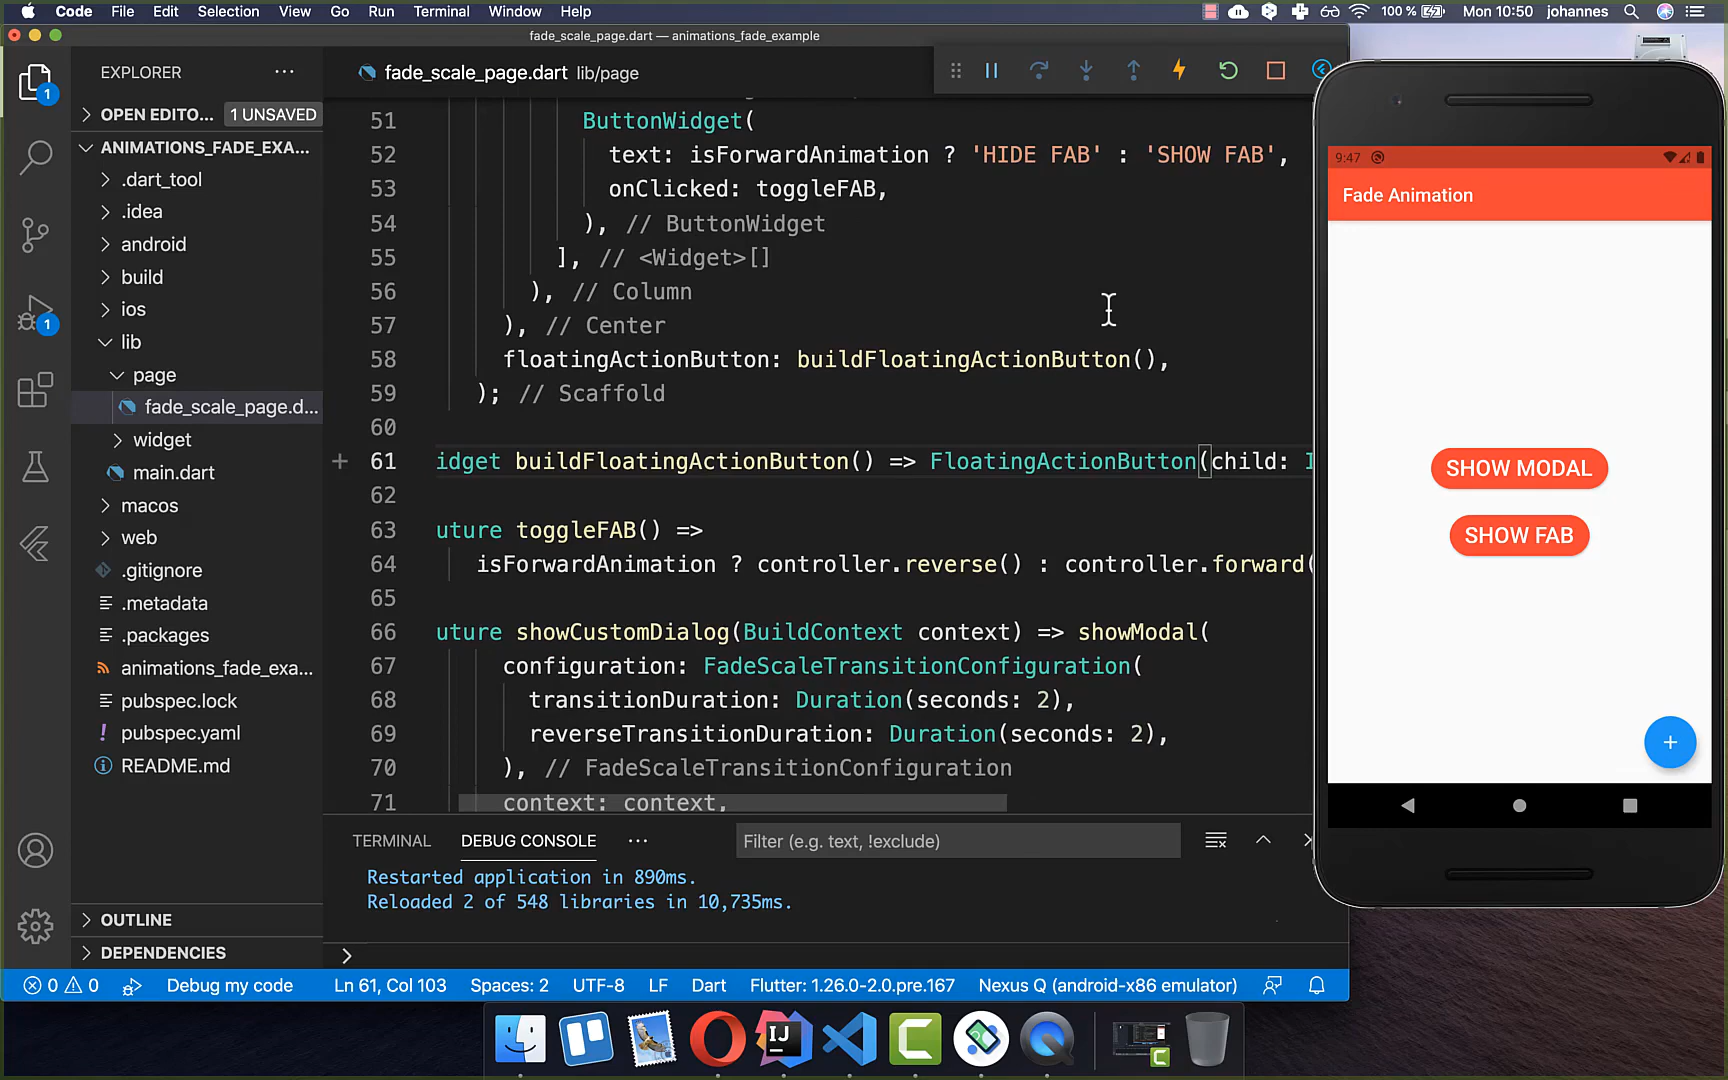 Code File Edit Selection View Go Run Terminal Window Help 100 % Mon 10:50 johannes
fade_scale_page.dart — animations_fade_example
EXPLORER
OPEN EDITO... 1 UNSAVED
ANIMATIONS_FADE_EXA...
.dart_tool
.idea
android
build
ios
lib
page
fade_scale_page.d...
widget
main.dart
macos
web
.gitignore
.metadata
.packages
animations_fade_exa...
pubspec.lock
pubspec.yaml
README.md
OUTLINE
DEPENDENCIES
1
1
fade_scale_page.dart lib/page
51 ButtonWidget(
52 text: isForwardAnimation ? 'HIDE FAB' : 'SHOW FAB',
53 onClicked: toggleFAB,
54 ), // ButtonWidget
55 ], // <Widget>[]
56 ), // Column
57 ), // Center
58 floatingActionButton: buildFloatingActionButton(),
59 ); // Scaffold
60
61 idget buildFloatingActionButton() => FloatingActionButton(child: I
62
63 uture toggleFAB() =>
64 isForwardAnimation ? controller.reverse() : controller.forward(
65
66 uture showCustomDialog(BuildContext context) => showModal(
67 configuration: FadeScaleTransitionConfiguration(
68 transitionDuration: Duration(seconds: 2),
69 reverseTransitionDuration: Duration(seconds: 2),
70 ), // FadeScaleTransitionConfiguration
71 context: context,
TERMINAL DEBUG CONSOLE ... Filter (e.g. text, !exclude)
Restarted application in 890ms.
Reloaded 2 of 548 libraries in 10,735ms.
0 0 Debug my code Ln 61, Col 103 Spaces: 2 UTF-8 LF Dart Flutter: 1.26.0-2.0.pre.167 Nexus Q (android-x86 emulator)
9:47
Fade Animation
SHOW MODAL
SHOW FAB
+
IJ
C
C